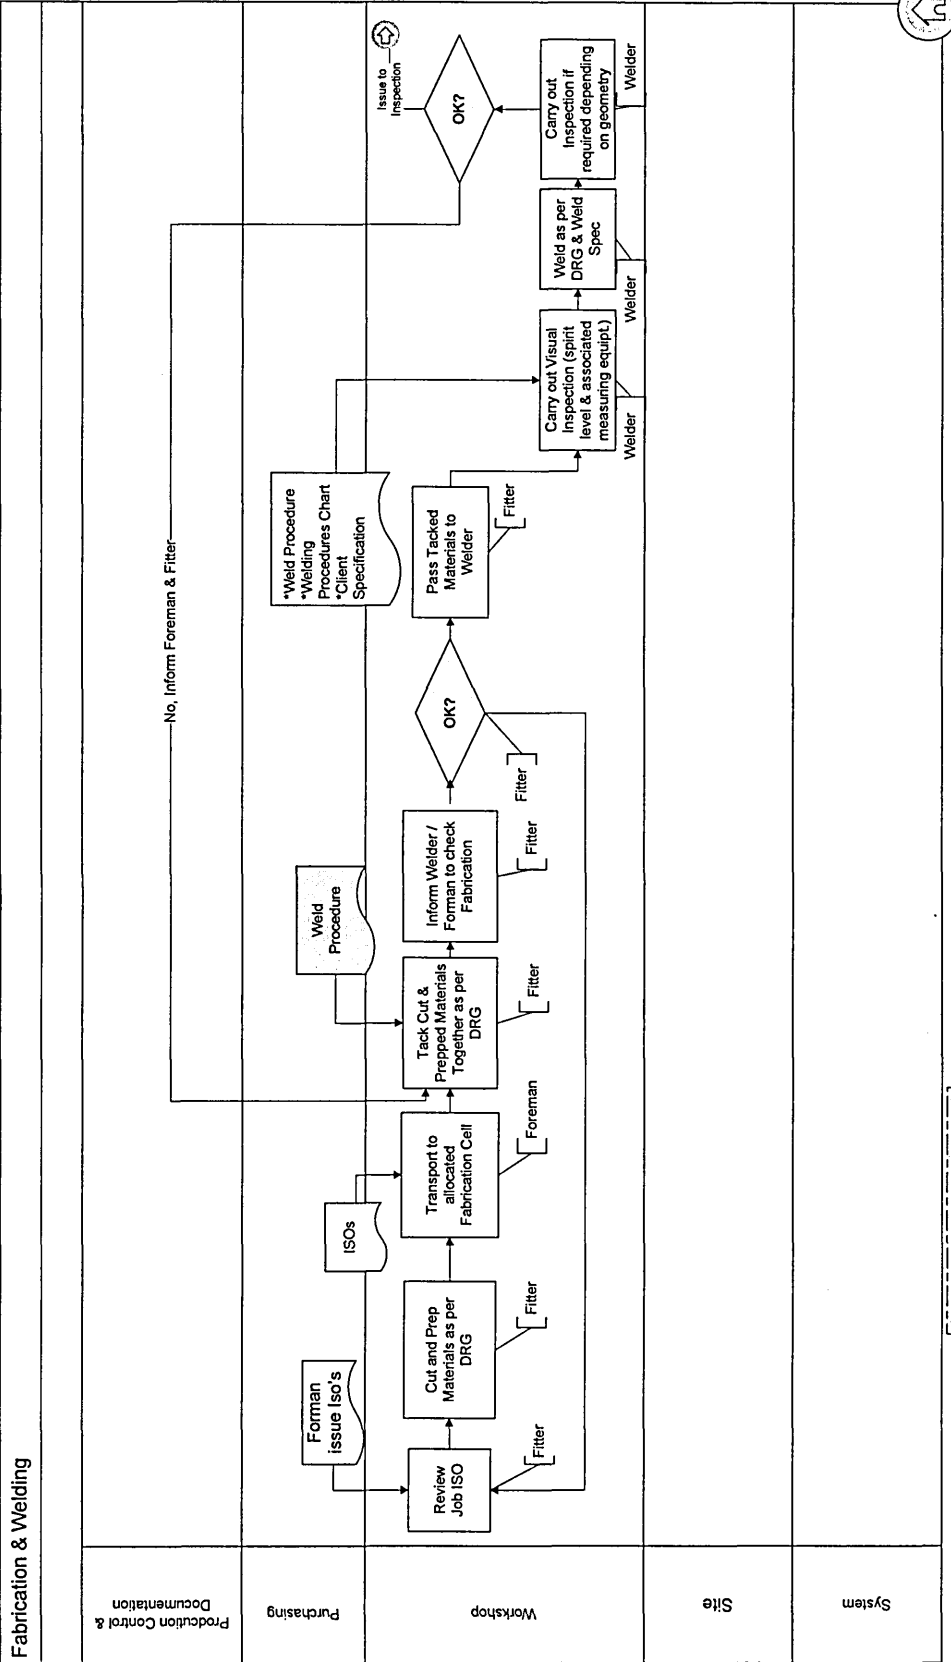 Fabrication & Welding
Prodcution Control &
Documentation
Purchasing
Workshop
Site
System
Forman
issue Iso's
Review
Job ISO
Fitter
Cut and Prep
Materials as per
DRG
Fitter
ISOs
Transport to
allocated
Fabrication Cell
Foreman
Weld
Procedure
Tack Cut &
Prepped Materials
Together as per
DRG
Fitter
Inform Welder /
Forman to check
Fabrication
Fitter
OK?
Fitter
Pass Tacked
Materials to
Welder
Fitter
*Weld Procedure
*Welding
Procedures Chart
*Client
Specification
Carry out Visual
Inspection (spirit
level & associated
measuring equipt.)
Welder
Weld as per
DRG & Weld
Spec
Welder
Carry out
Inspection if
required depending
on geometry
Welder
OK?
No, Inform Foreman & Fitter
Issue to
Inspection